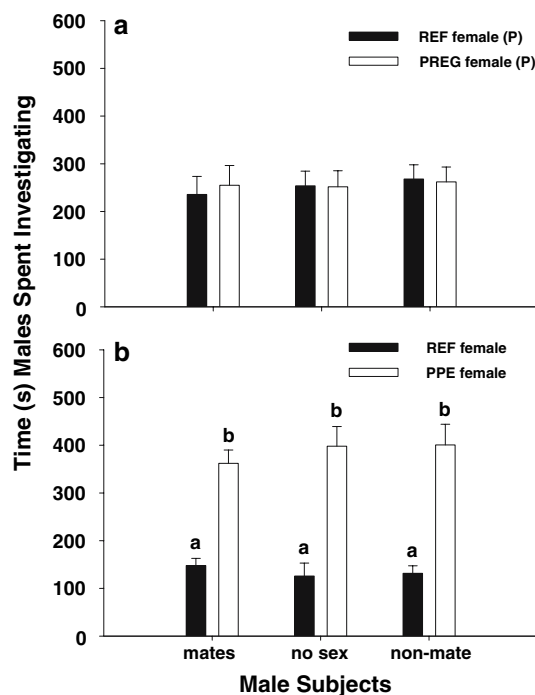 a
REF female (P)
PREG female (P)
600
500
400
300
200
100
0
Time (s) Males Spent Investigating
b
REF female
PPE female
600
500
400
300
200
100
0
b
b
b
a
a
a
mates
no sex
non-mate
Male Subjects